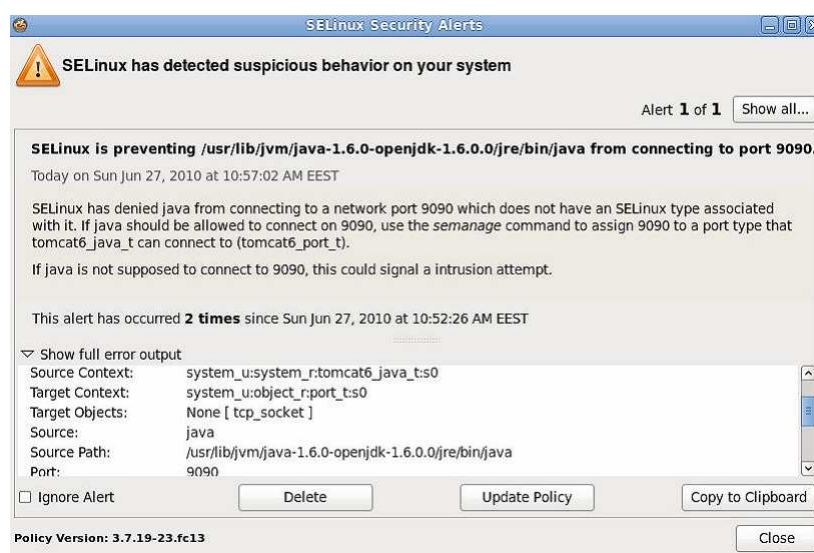 SELinux Security Alerts
SELinux has detected suspicious behavior on your system
Alert 1 of 1 Show all...
SELinux is preventing /usr/lib/jvm/java-1.6.0-openjdk-1.6.0.0/jre/bin/java from connecting to port 9090.
Today on Sun Jun 27, 2010 at 10:57:02 AM EEST
SELinux has denied java from connecting to a network port 9090 which does not have an SELinux type associated
with it. If java should be allowed to connect on 9090, use the semanage command to assign 9090 to a port type that
tomcat6_java_t can connect to (tomcat6_port_t).
If java is not supposed to connect to 9090, this could signal a intrusion attempt.
This alert has occurred 2 times since Sun Jun 27, 2010 at 10:52:26 AM EEST
Show full error output
Source Context: system_u:system_r:tomcat6_java_t:s0
Target Context: system_u:object_r:port_t:s0
Target Objects: None [ tcp_socket ]
Source: java
Source Path: /usr/lib/jvm/java-1.6.0-openjdk-1.6.0.0/jre/bin/java
Port: 9090
Ignore Alert Delete Update Policy Copy to Clipboard
Policy Version: 3.7.19-23.fc13 Close